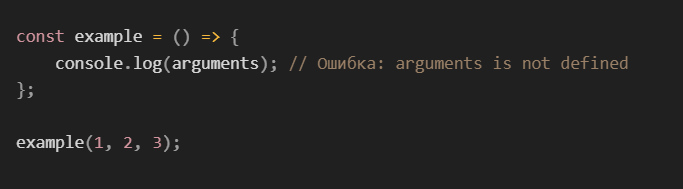 const example = () => {
    console.log(arguments); // Ошибка: arguments is not defined
};
example(1, 2, 3);